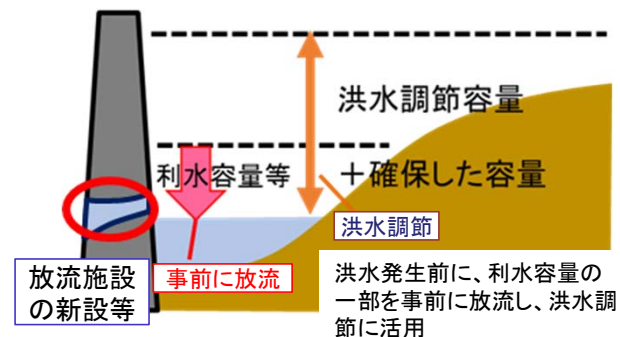 洪水調節容量
利水容量等
＋確保した容量
洪水調節
放流施設
の新設等
事前に放流
洪水発生前に、利水容量の
一部を事前に放流し、洪水調
節に活用